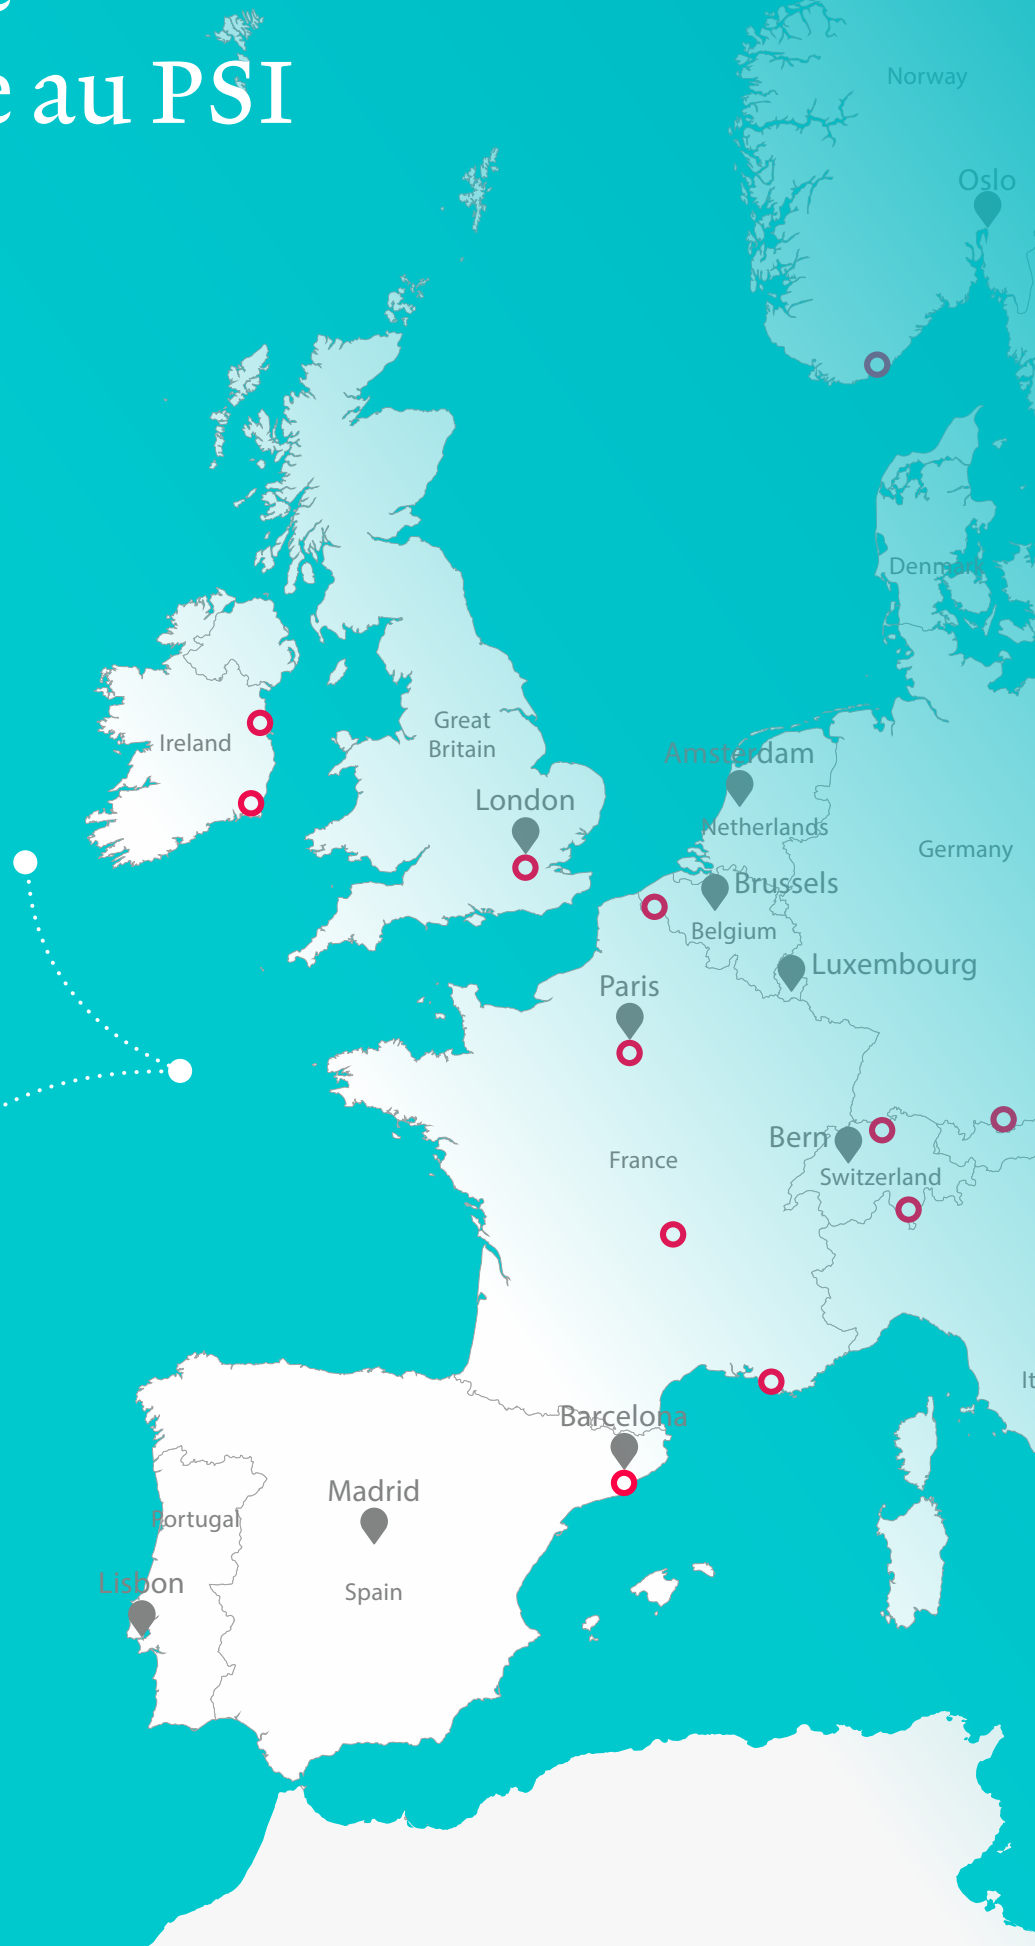 e au PSI
Norway
Oslo
Denmark
Great
Britain
Ireland
Amsterdam
London
Netherlands
Germany
Brussels
Belgium
Luxembourg
Paris
Bern
France
Switzerland
It
Barcelona
Madrid
Portugal
Lisbon
Spain